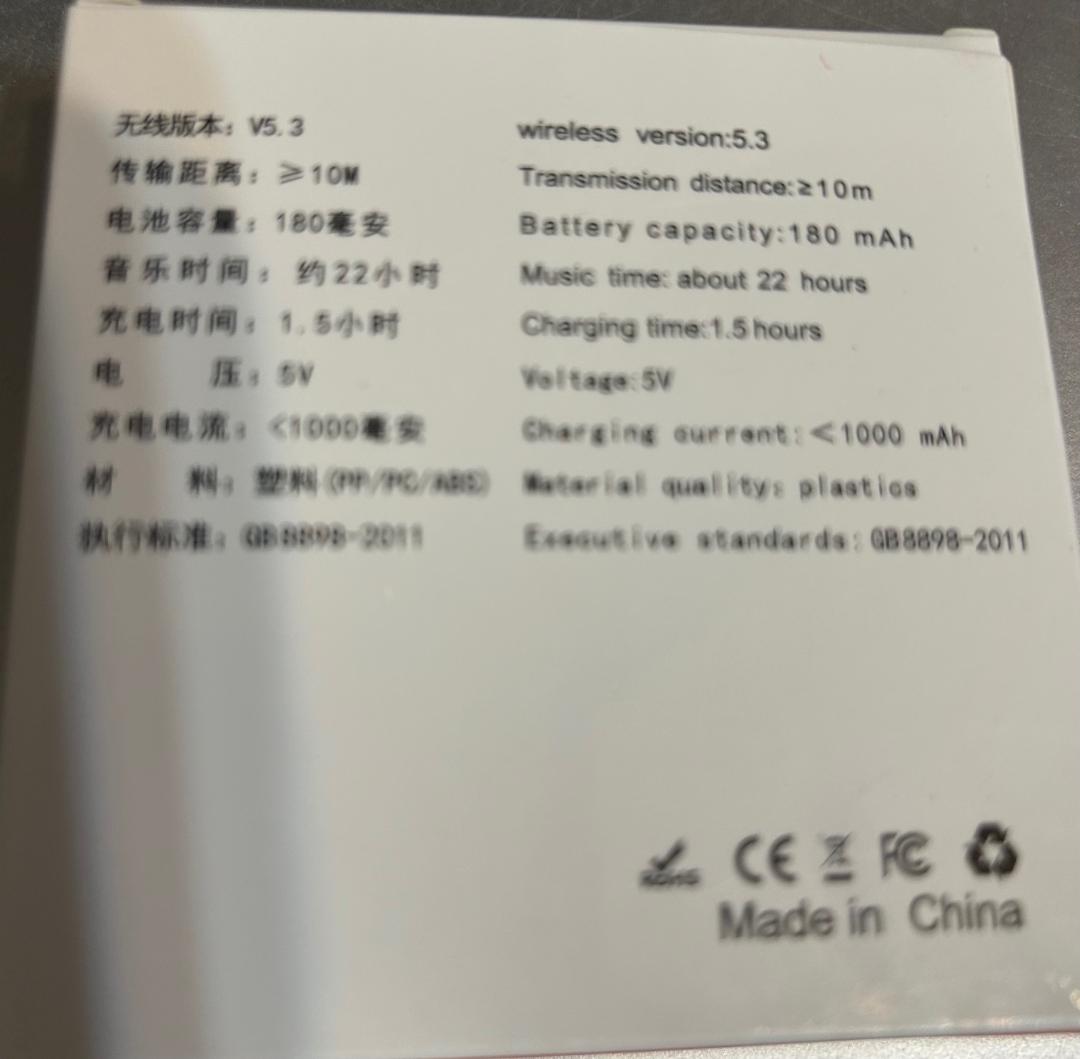 无线版本：V5.3 wireless version:5.3
传输距离：≥10M Transmission distance:≥10m
电池容量：180毫安 Battery capacity:180 mAh
音乐时间：约22小时 Music time: about 22 hours
充电时间：1.5小时 Charging time:1.5hours
电 压：5V Voltage:5V
充电电流：<1000毫安 Charging current:<1000 mAh
材 料：塑料(PP/PC/ABS) Material quality: plastics
执行标准：GB8898-2011 Executive standards:GB8898-2011
ROHS CE FC
Made in China